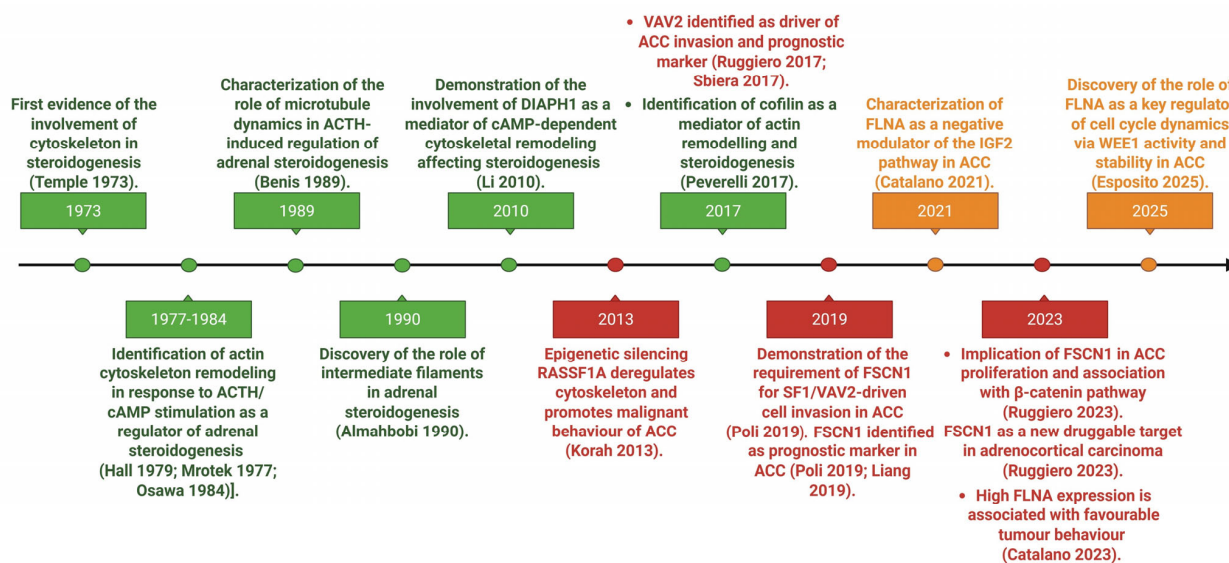 First evidence of the
involvement of
cytoskeleton in
steroidogenesis
(Temple 1973).
1973
1977-1984
Identification of actin
cytoskeleton remodeling
in response to ACTH/
cAMP stimulation as a
regulator of adrenal
steroidogenesis
(Hall 1979; Mrotek 1977;
Osawa 1984)].
Characterization of the
role of microtubule
dynamics in ACTH-
induced regulation of
adrenal steroidogenesis
(Benis 1989).
1989
1990
Discovery of the role of
intermediate filaments
in adrenal
steroidogenesis
(Almahbobi 1990).
Demonstration of the
involvement of DIAPH1 as a
mediator of cAMP-dependent
cytoskeletal remodeling
affecting steroidogenesis
(Li 2010).
2010
2013
Epigenetic silencing
RASSF1A deregulates
cytoskeleton and
promotes malignant
behaviour of ACC
(Korah 2013).
• VAV2 identified as driver of
ACC invasion and prognostic
marker (Ruggiero 2017;
Sbiera 2017).
• Identification of cofilin as a
mediator of actin
remodelling and
steroidogenesis
(Peverelli 2017).
2017
2019
Demonstration of the
requirement of FSCN1
for SF1/VAV2-driven
cell invasion in ACC
(Poli 2019). FSCN1 identified
as prognostic marker in
ACC (Poli 2019; Liang
2019).
Characterization of
FLNA as a negative
modulator of the IGF2
pathway in ACC
(Catalano 2021).
2021
2023
• Implication of FSCN1 in ACC
proliferation and association
with β-catenin pathway
(Ruggiero 2023).
FSCN1 as a new druggable target
in adrenocortical carcinoma
(Ruggiero 2023).
• High FLNA expression is
associated with favourable
tumour behaviour
(Catalano 2023).
Discovery of the role of
FLNA as a key regulator
of cell cycle dynamics
via WEE1 activity and
stability in ACC
(Esposito 2025).
2025